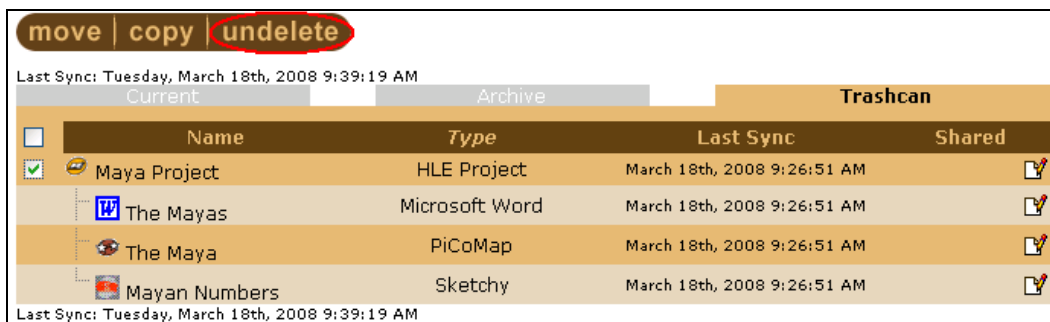 move | copy | undelete
Last Sync: Tuesday, March 18th, 2008 9:39:19 AM
Current Archive Trashcan
Name Type Last Sync Shared
Maya Project HLE Project March 18th, 2008 9:26:51 AM
The Mayas Microsoft Word March 18th, 2008 9:26:51 AM
The Maya PiCoMap March 18th, 2008 9:26:51 AM
Mayan Numbers Sketchy March 18th, 2008 9:26:51 AM
Last Sync: Tuesday, March 18th, 2008 9:39:19 AM